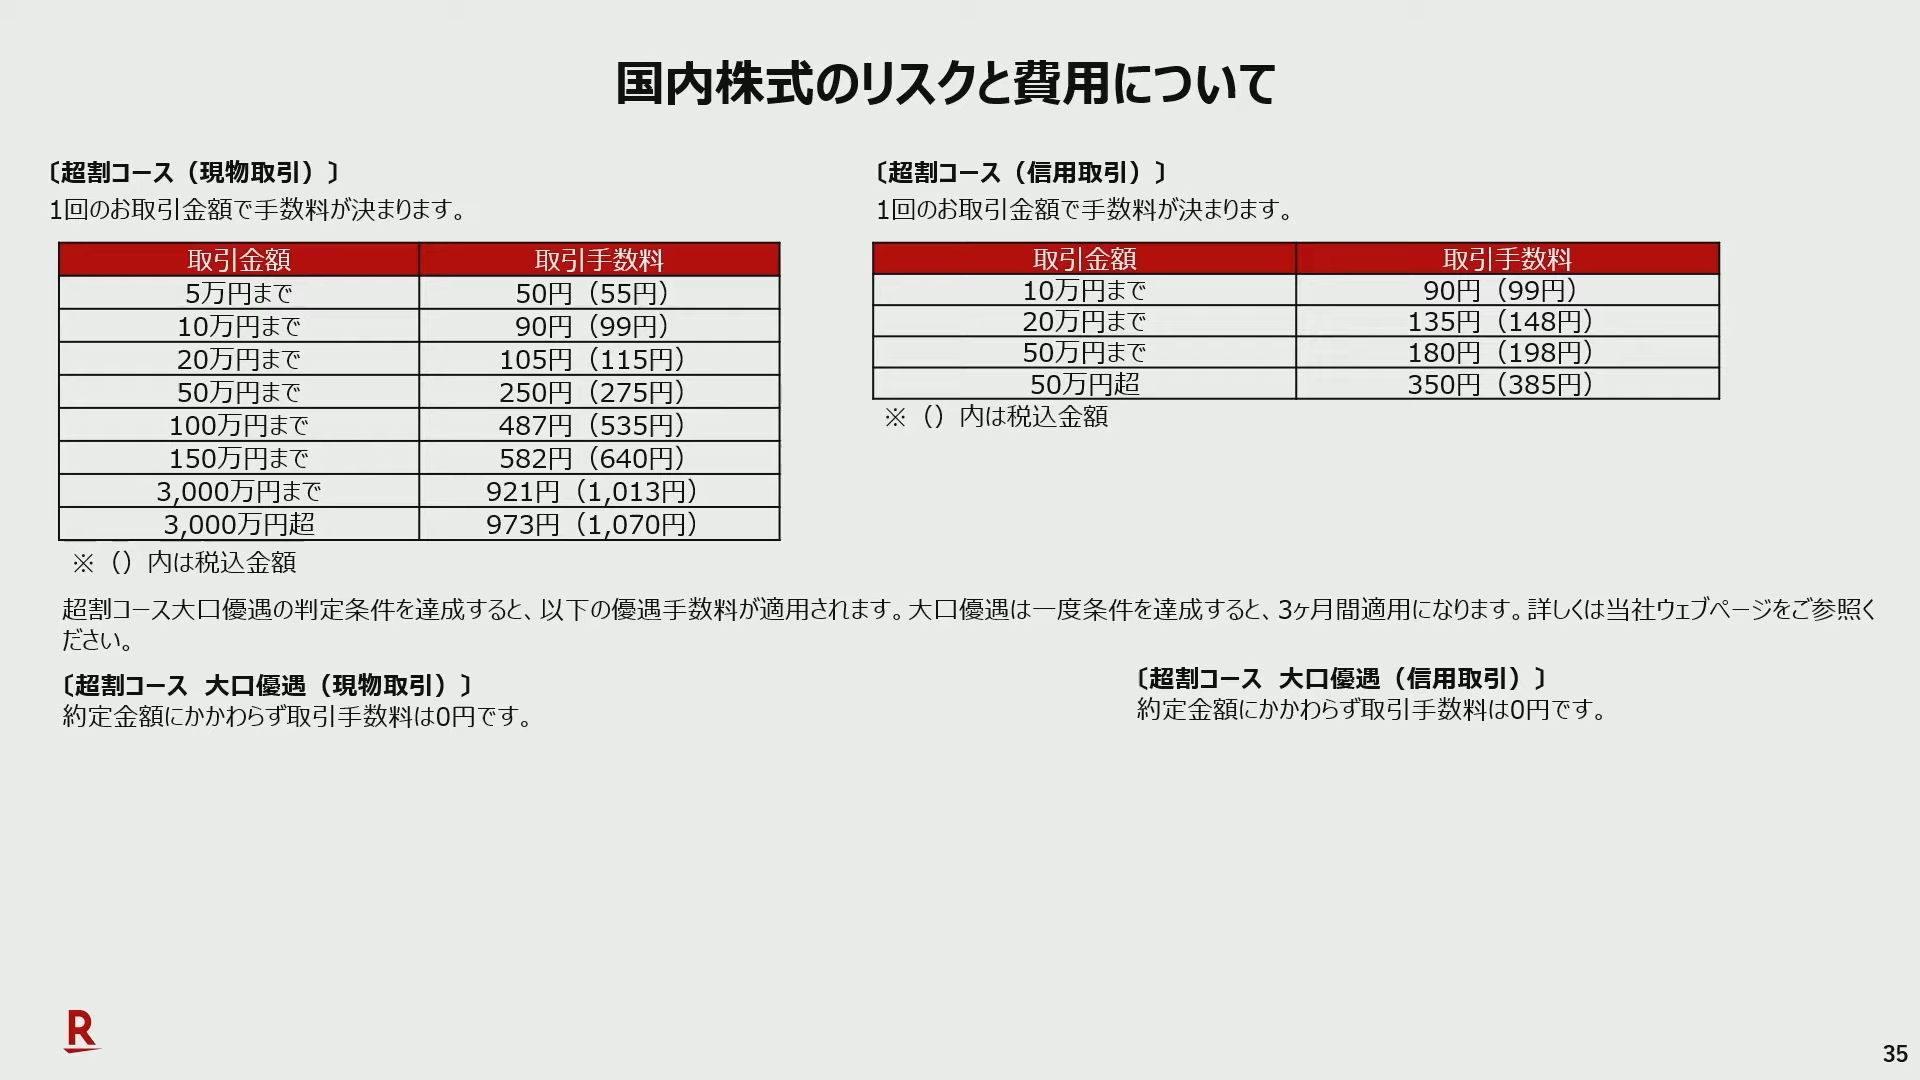 国内株式のリスクと費用について
〔超割コース（現物取引）〕
1回のお取引金額で手数料が決まります。
取引金額 取引手数料
5万円まで 50円（55円）
10万円まで 90円（99円）
20万円まで 105円（115円）
50万円まで 250円（275円）
100万円まで 487円（535円）
150万円まで 582円（640円）
3,000万円まで 921円（1,013円）
3,000万円超 973円（1,070円）
※（）内は税込金額
〔超割コース（信用取引）〕
1回のお取引金額で手数料が決まります。
取引金額 取引手数料
10万円まで 90円（99円）
20万円まで 135円（148円）
50万円まで 180円（198円）
50万円超 350円（385円）
※（）内は税込金額
超割コース大口優遇の判定条件を達成すると、以下の優遇手数料が適用されます。大口優遇は一度条件を達成すると、3ヶ月間適用になります。詳しくは当社ウェブページをご参照く
ださい。
〔超割コース 大口優遇（現物取引）〕
約定金額にかかわらず取引手数料は0円です。
〔超割コース 大口優遇（信用取引）〕
約定金額にかかわらず取引手数料は0円です。
R
35